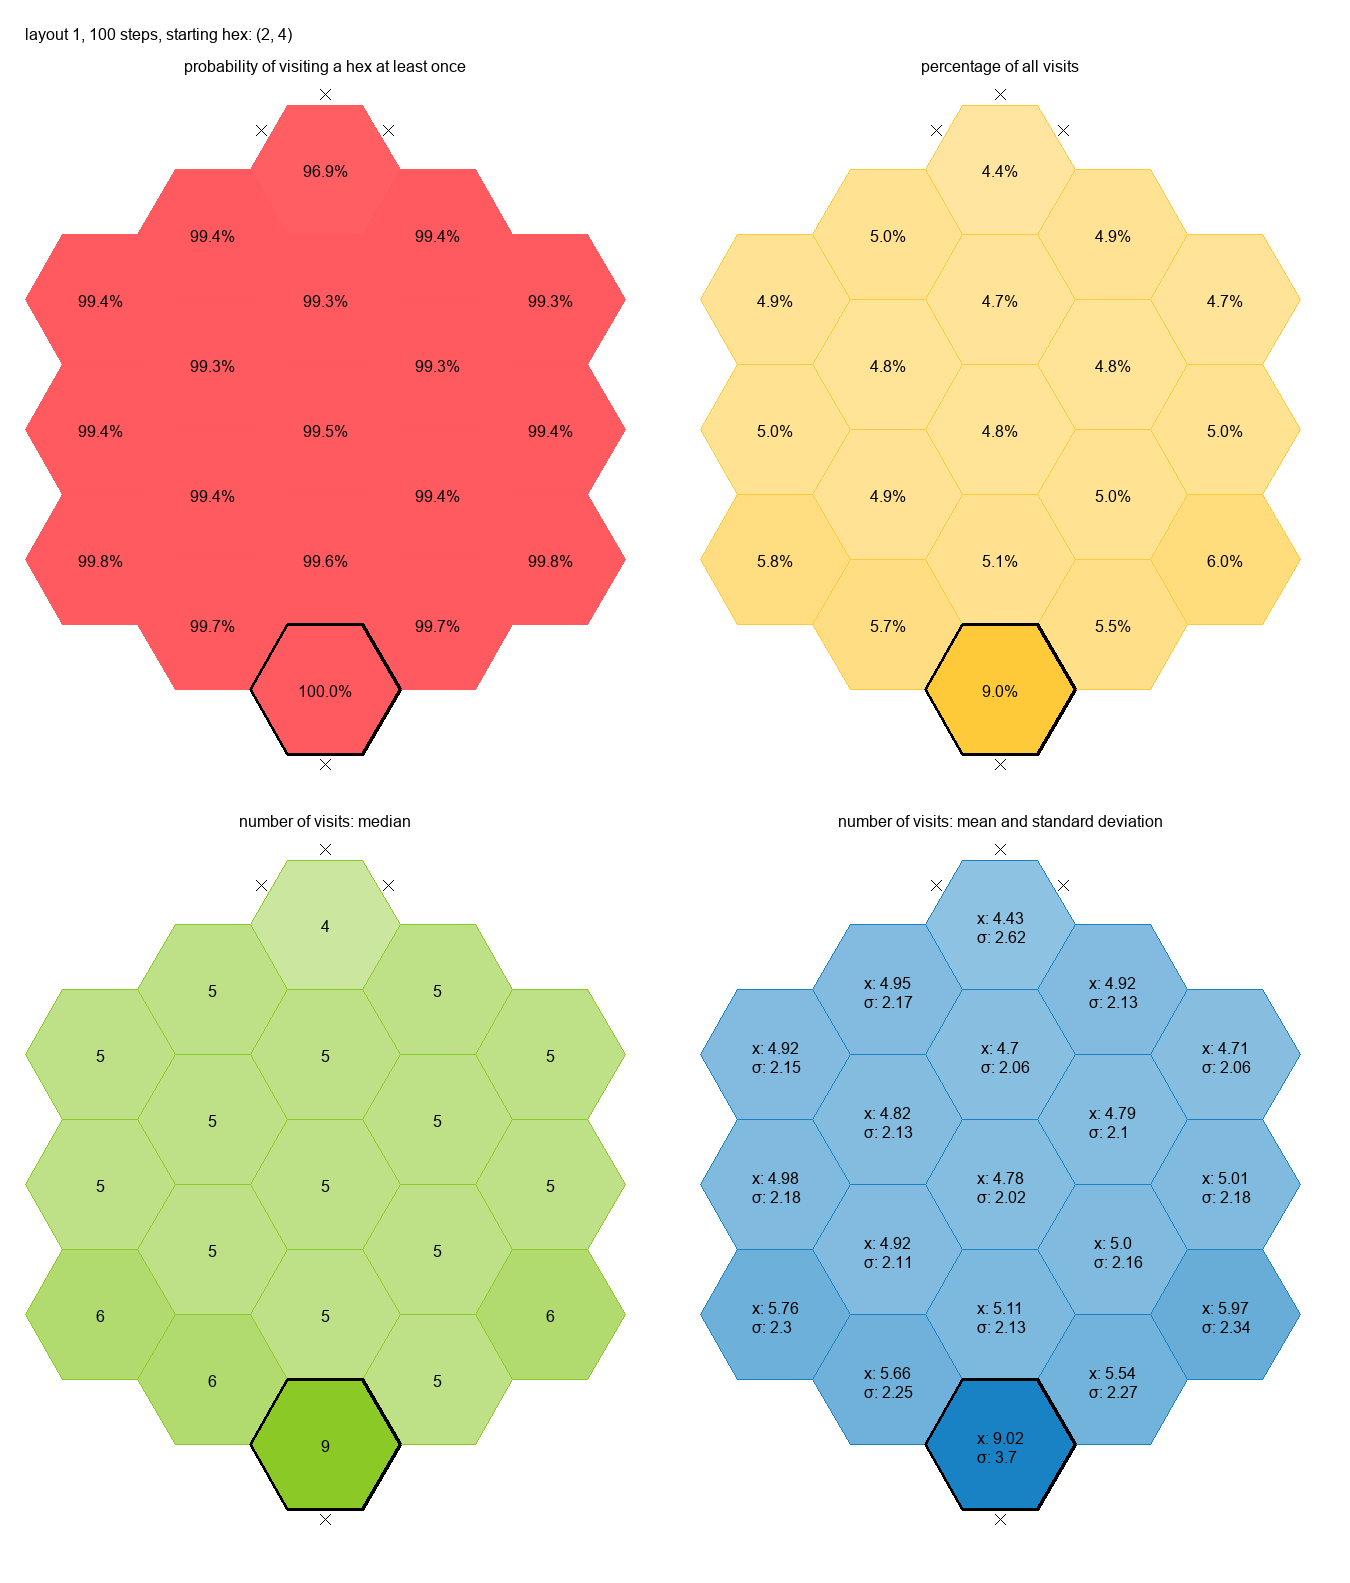 layout 1, 100 steps, starting hex: (2, 4)
probability of visiting a hex at least once
96.9%
99.4%
99.4%
99.4%
99.3%
99.3%
99.3%
99.3%
99.4%
99.5%
99.4%
99.4%
99.4%
99.8%
99.6%
99.8%
99.7%
99.7%
100.0%
percentage of all visits
4.4%
5.0%
4.9%
4.9%
4.7%
4.7%
4.8%
4.8%
5.0%
4.8%
5.0%
4.9%
5.0%
5.8%
5.1%
6.0%
5.7%
5.5%
9.0%
number of visits: median
4
5
5
5
5
5
5
5
5
5
5
5
5
6
5
6
6
5
9
number of visits: mean and standard deviation
x: 4.43
σ: 2.62
x: 4.95
σ: 2.17
x: 4.92
σ: 2.13
x: 4.92
σ: 2.15
x: 4.7
σ: 2.06
x: 4.71
σ: 2.06
x: 4.82
σ: 2.13
x: 4.79
σ: 2.1
x: 4.98
σ: 2.18
x: 4.78
σ: 2.02
x: 5.01
σ: 2.18
x: 4.92
σ: 2.11
x: 5.0
σ: 2.16
x: 5.76
σ: 2.3
x: 5.11
σ: 2.13
x: 5.97
σ: 2.34
x: 5.66
σ: 2.25
x: 5.54
σ: 2.27
x: 9.02
σ: 3.7